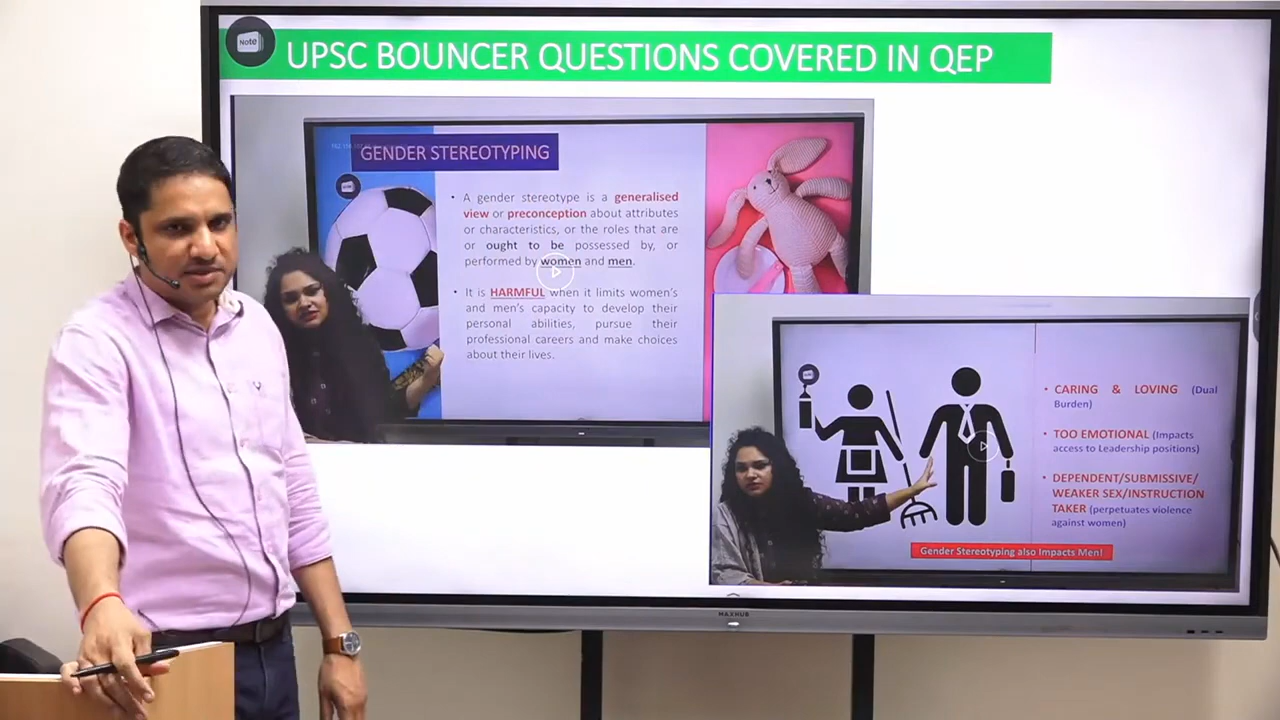 Note
UPSC BOUNCER QUESTIONS COVERED IN QEP
GENDER STEREOTYPING
• A gender stereotype is a generalised
view or preconception about attributes
or characteristics, or the roles that are
or ought to be possessed by, or
performed by women and men.
• It is HARMFUL when it limits women's
and men's capacity to develop their
personal abilities, pursue their
professional careers and make choices
about their lives.
• CARING & LOVING (Dual
Burden)
• TOO EMOTIONAL (Impacts
access to Leadership positions)
• DEPENDENT/SUBMISSIVE/
WEAKER SEX/INSTRUCTION
TAKER (perpetuates violence
against women)
Gender Stereotyping also Impacts Men!
MAXHUB